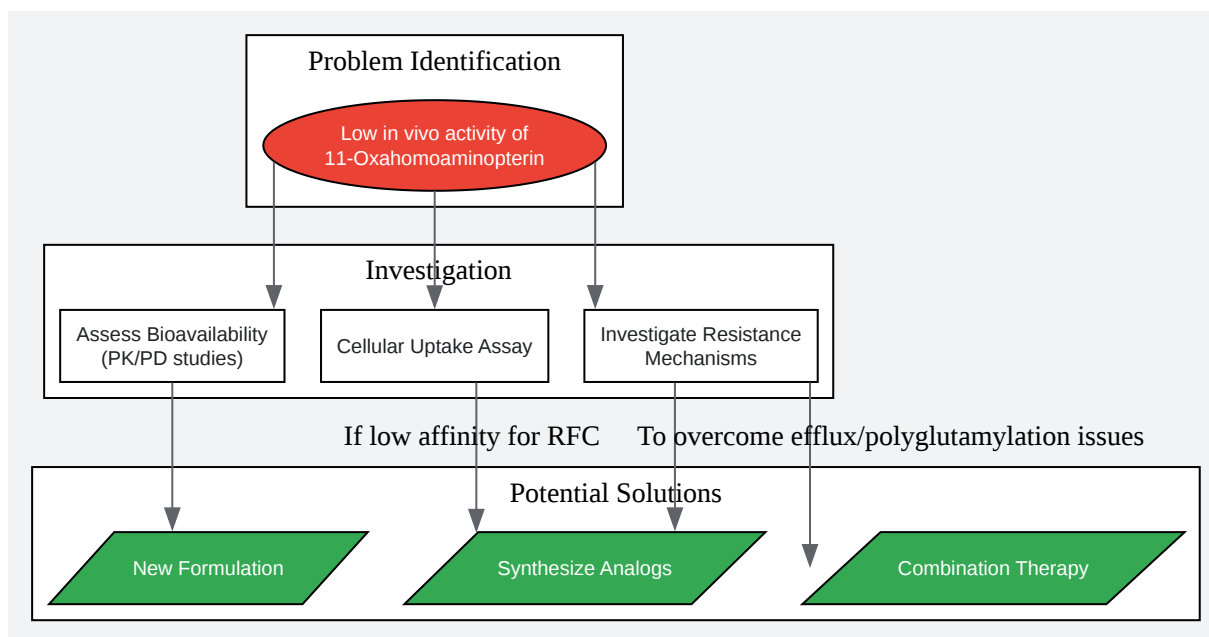 Problem Identification
Low in vivo activity of
11-Oxahomoaminopterin
Investigation
Assess Bioavailability
(PK/PD studies)
Cellular Uptake Assay
Investigate Resistance
Mechanisms
If low affinity for RFC
To overcome efflux/polyglutamylation issues
Potential Solutions
New Formulation
Synthesize Analogs
Combination Therapy